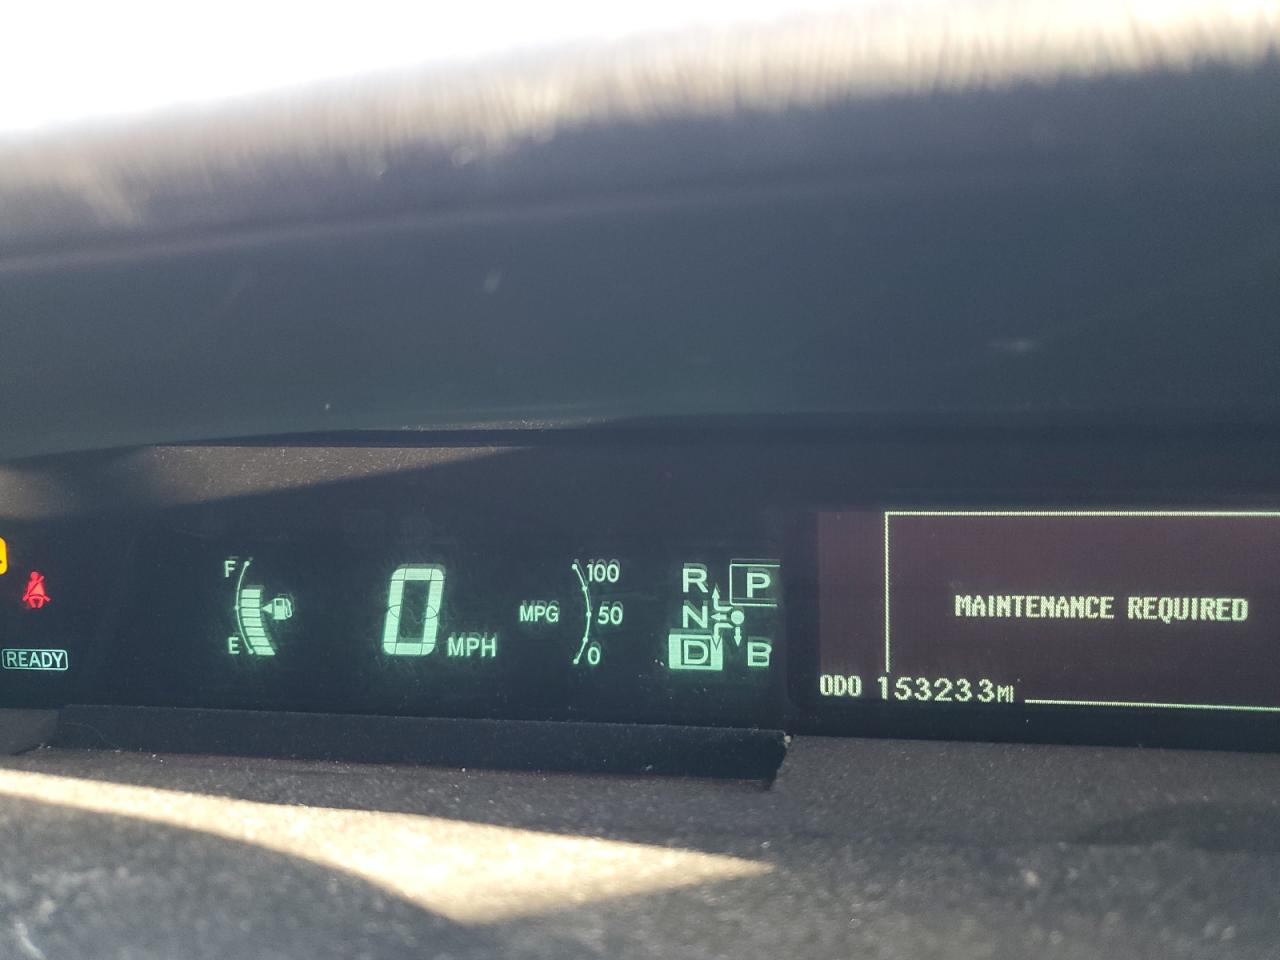 READY
F
E
0 MPH
MPG
100
50
0
R
N
D
P
B
MAINTENANCE REQUIRED
ODO 153233MI